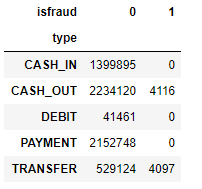 isfraud 0 1
type
CASH_IN 1399895 0
CASH_OUT 2234120 4116
DEBIT 41461 0
PAYMENT 2152748 0
TRANSFER 529124 4097